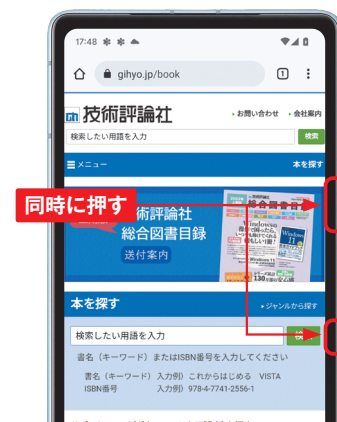 17:48
gihyo.jp/book
1
技術評論社
・お問い合わせ
・会社案内
検索したい用語を入力
検索
メニュー
本を探す
同時に押す
術評論社
総合図書目録
送付案内
総合図書目
Windows
11
130
本を探す
・ジャンルから探す
検索したい用語を入力
検
書名（キーワード）またはISBN番号を入力してください
書名（キーワード） 入力例）これからはじめる VISTA
ISBN番号 入力例）978-4-7741-2556-1